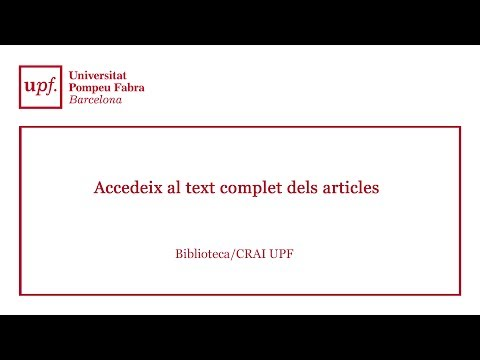 upf.
Universitat
Pompeu Fabra
Barcelona
Accedeix al text complet dels articles
Biblioteca/CRAI UPF